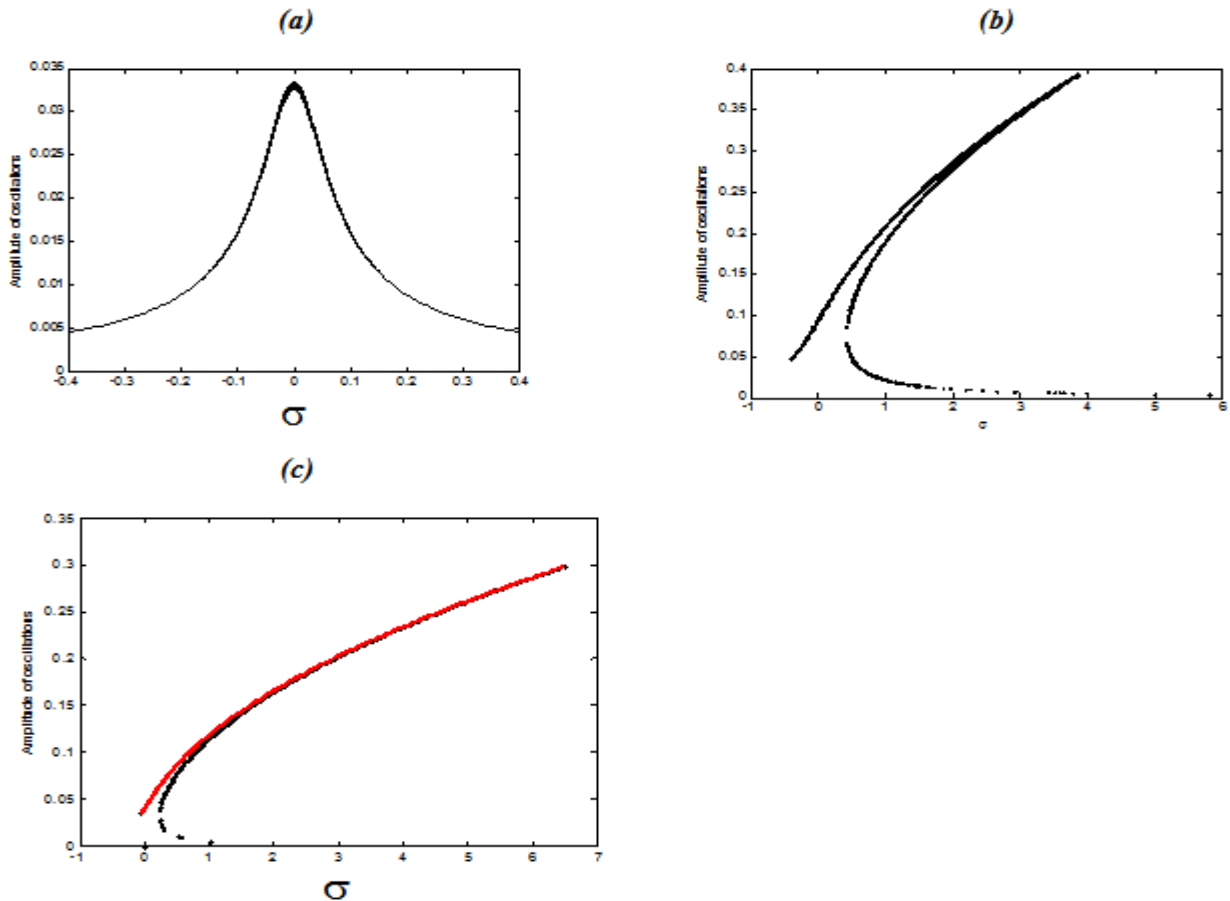 (a)
0.035
0.03
0.025
0.02
0.015
0.01
0.005
0
-0.4 -0.3 -0.2 -0.1 0 0.1 0.2 0.3 0.4
Amplitude of oscillations
σ
(b)
0.4
0.35
0.3
0.25
0.2
0.15
0.1
0.05
0
-1 0 1 2 3 4 5 6
Amplitude of oscillations
σ
(c)
0.35
0.3
0.25
0.2
0.15
0.1
0.05
0
-1 0 1 2 3 4 5 6 7
Amplitude of oscillations
σ